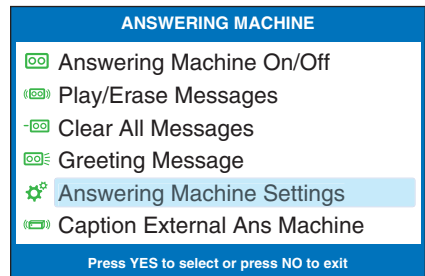 ANSWERING MACHINE
Answering Machine On/Off
Play/Erase Messages
Clear All Messages
Greeting Message
Answering Machine Settings
Caption External Ans Machine
Press YES to select or press NO to exit